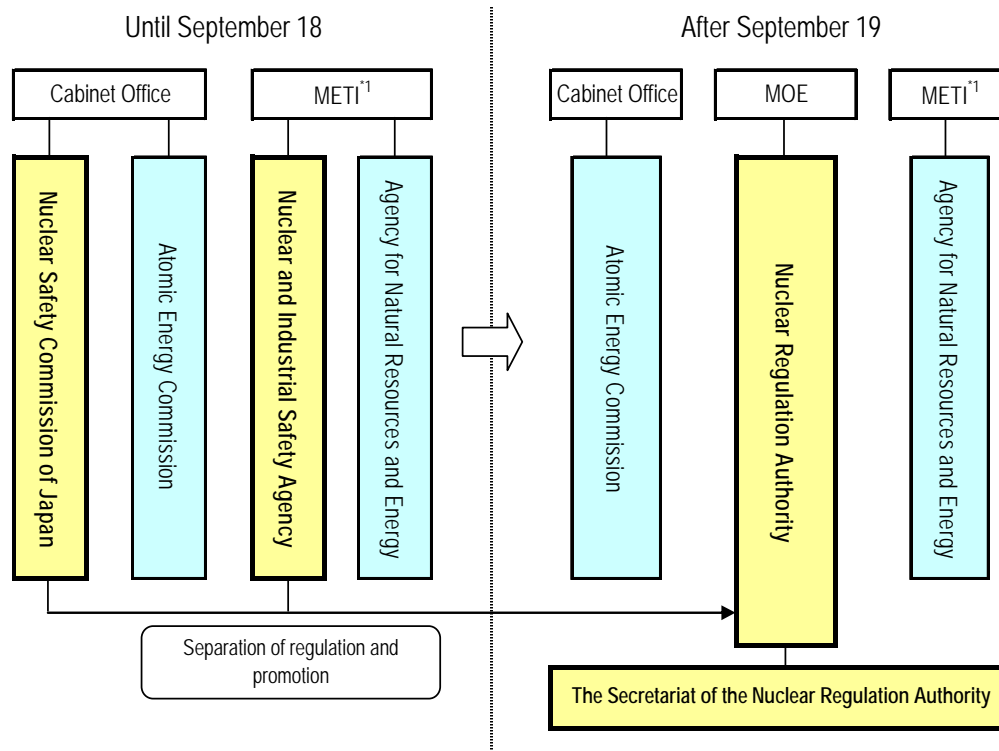 Until September 18
Cabinet Office
METI*1
Nuclear Safety Commission of Japan
Atomic Energy Commission
Nuclear and Industrial Safety Agency
Agency for Natural Resources and Energy
Separation of regulation and
promotion
After September 19
Cabinet Office
MOE
METI*1
Atomic Energy Commission
Nuclear Regulation Authority
Agency for Natural Resources and Energy
The Secretariat of the Nuclear Regulation Authority